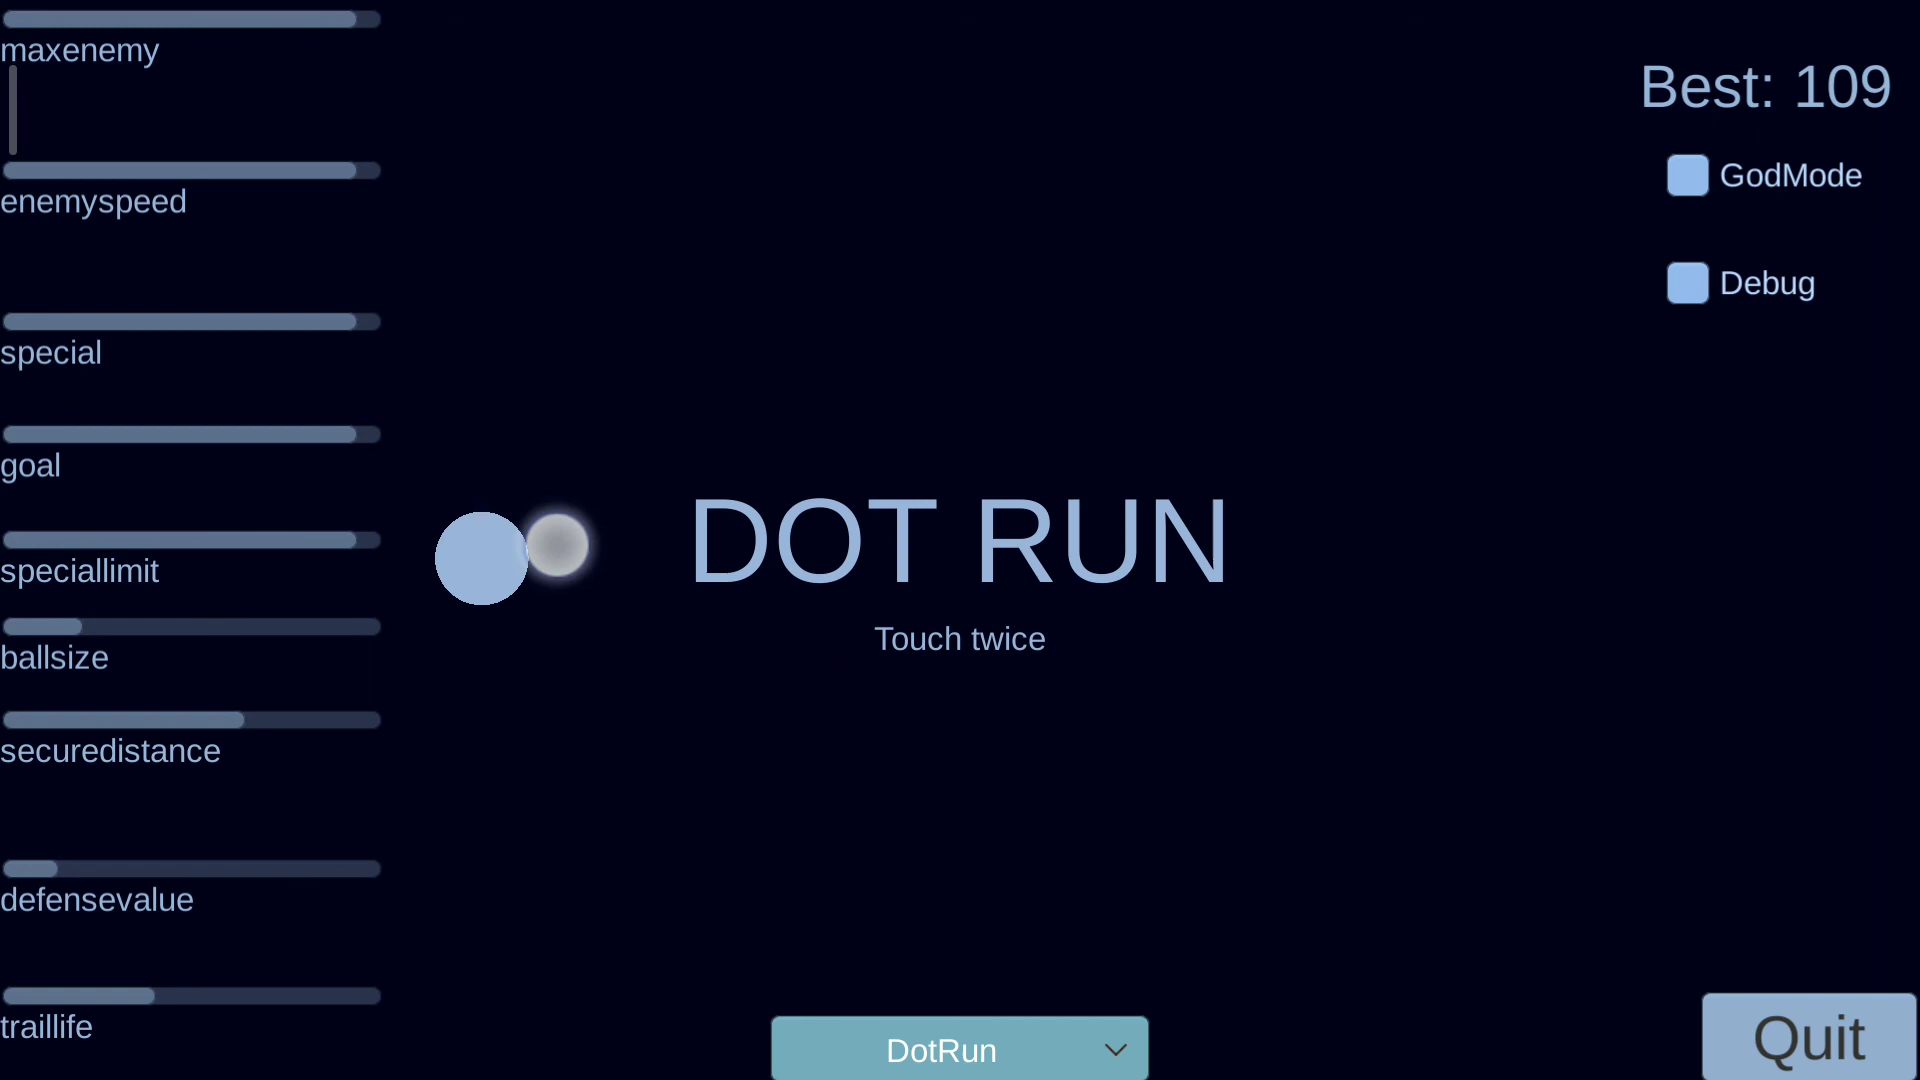 maxenemy
enemyspeed
special
goal
speciallimit
ballsize
securedistance
defensevalue
traillife
DOT RUN
Touch twice
DotRun
Best: 109
GodMode
Debug
Quit